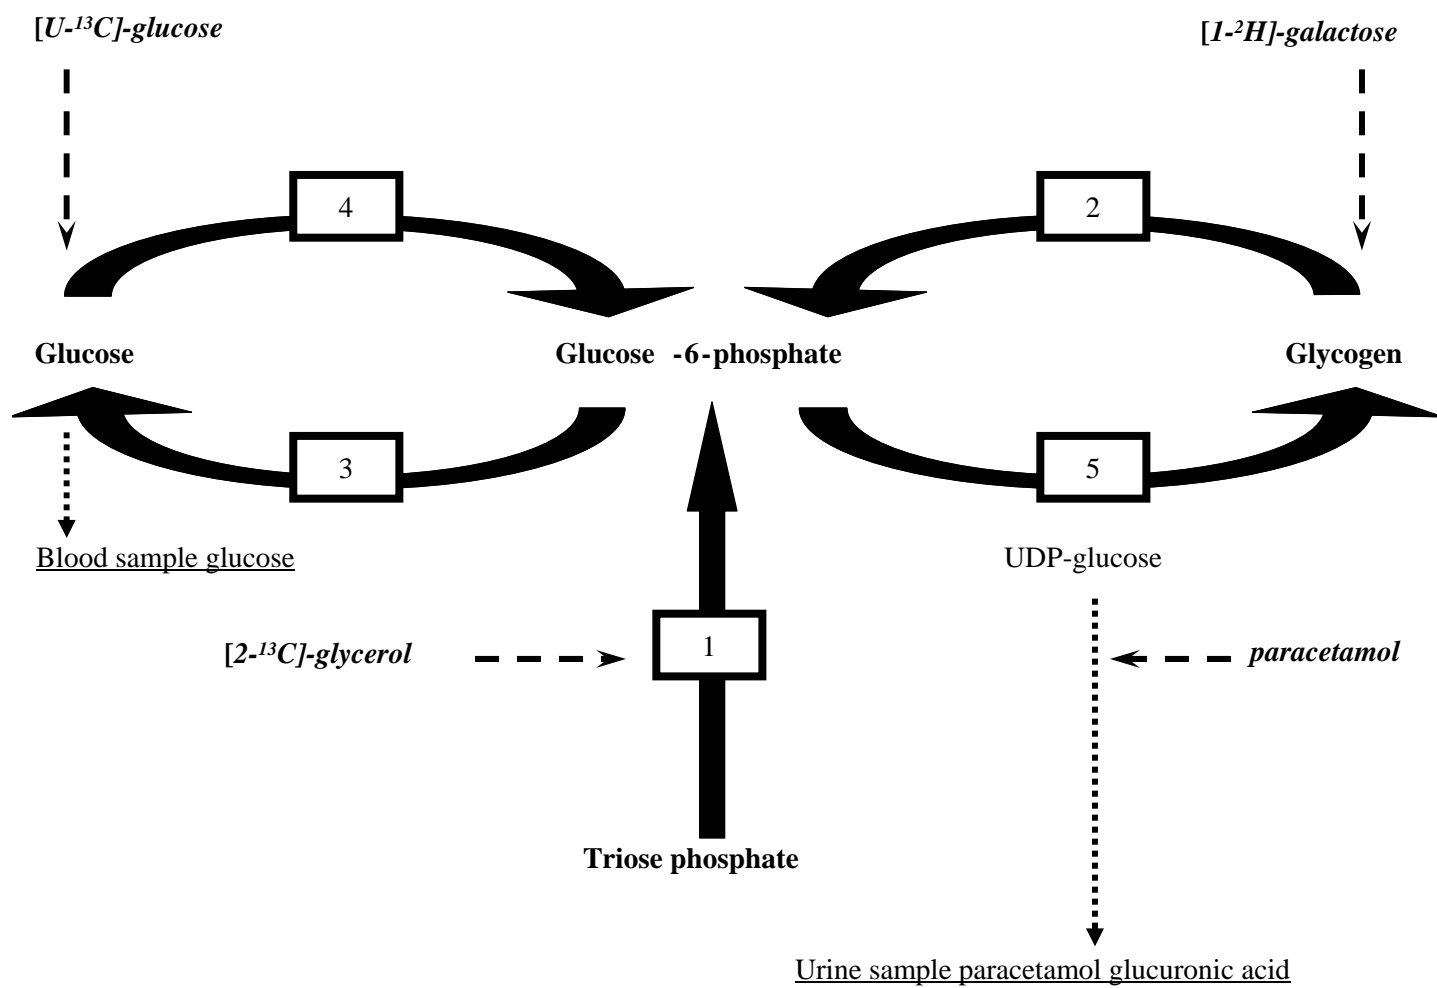 [U-¹³C]-glucose
[1-²H]-galactose
4
2
Glucose
Glucose -6-phosphate
Glycogen
3
5
Blood sample glucose
UDP-glucose
[2-¹³C]-glycerol
1
paracetamol
Triose phosphate
Urine sample paracetamol glucuronic acid